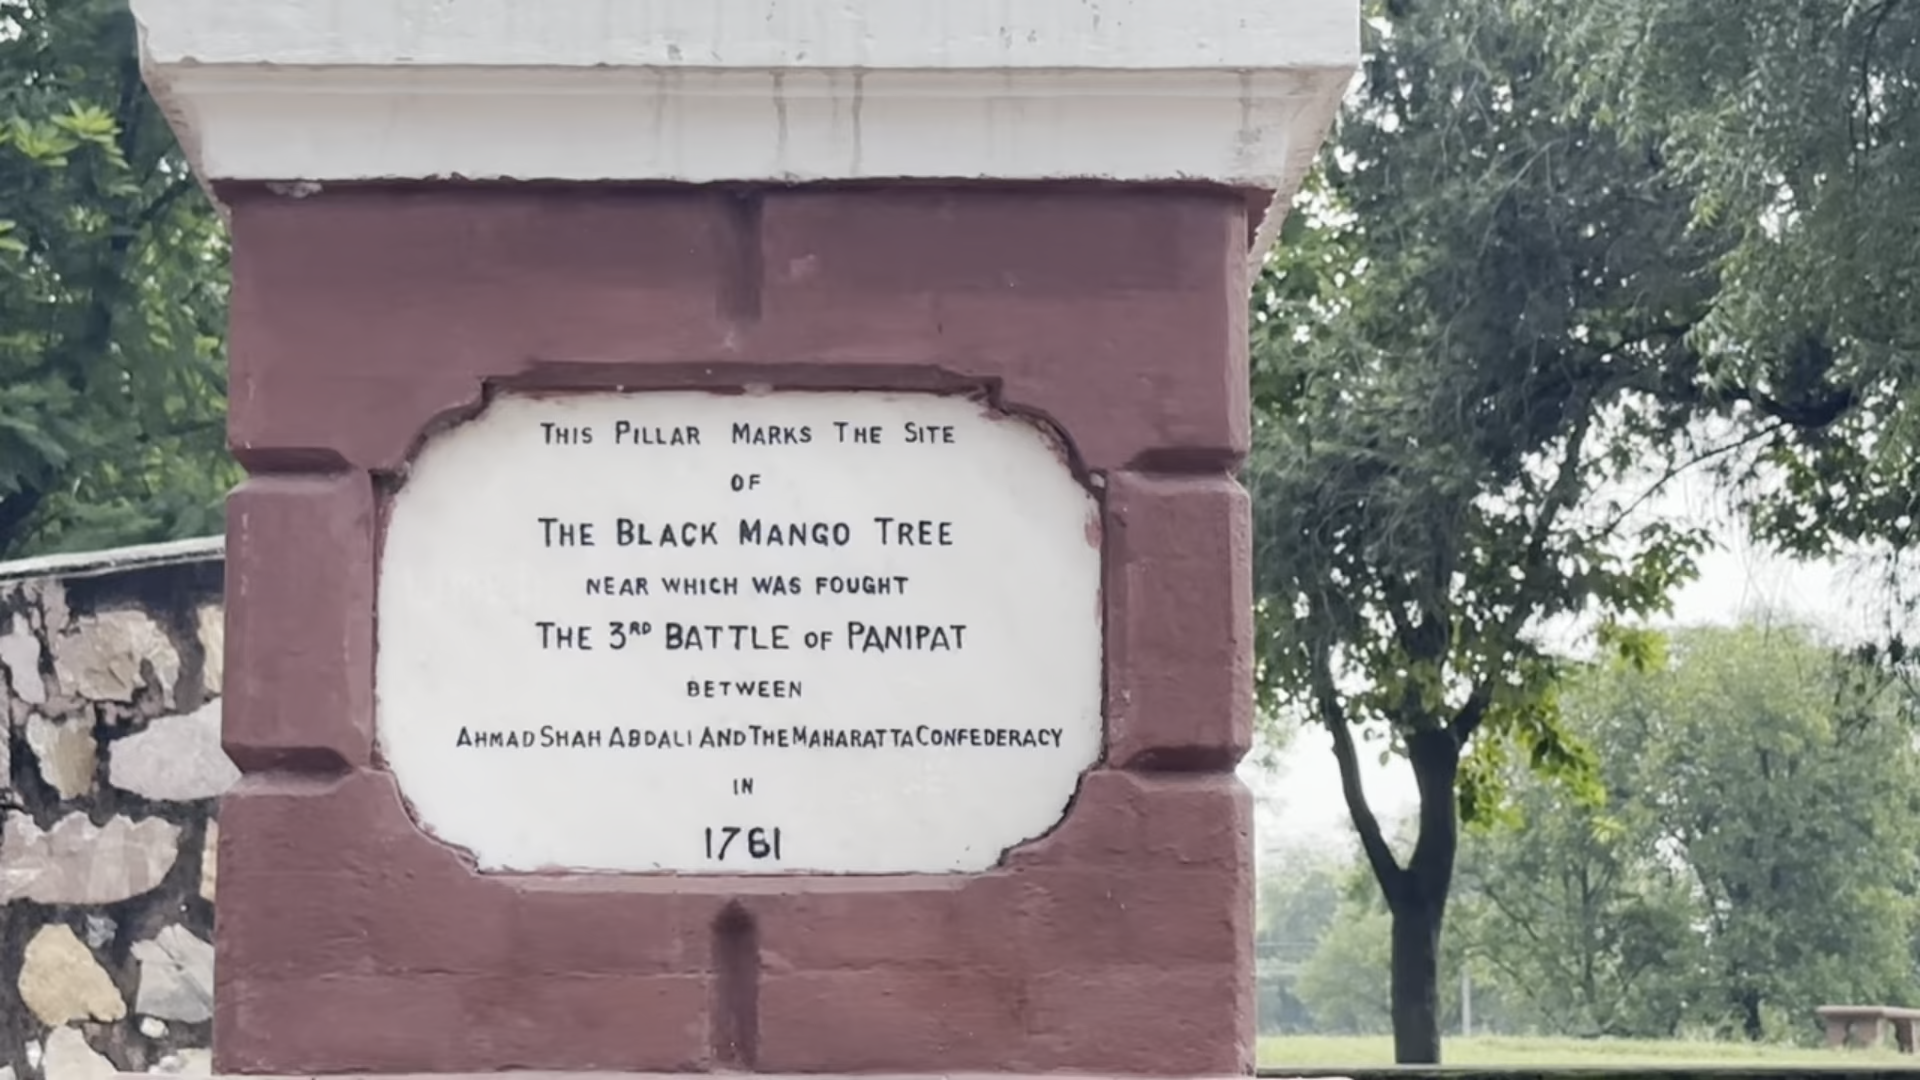 THIS PILLAR MARKS THE SITE
OF
THE BLACK MANGO TREE
NEAR WHICH WAS FOUGHT
THE 3RD BATTLE OF PANIPAT
BETWEEN
AHMAD SHAH ABDALI AND THE MAHARATTA CONFEDERACY
IN
1761